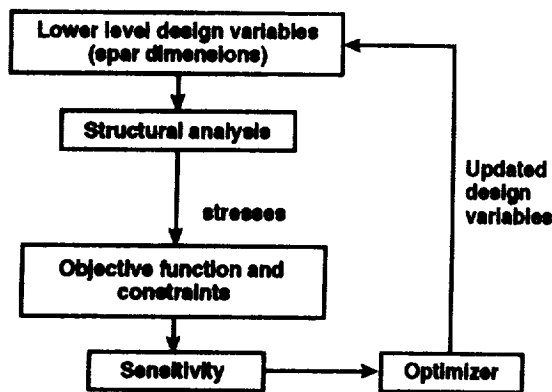 Lower level design variables
(spar dimensions)
Structural analysis
stresses
Updated
design
variables
Objective function and
constraints
Sensitivity
Optimizer